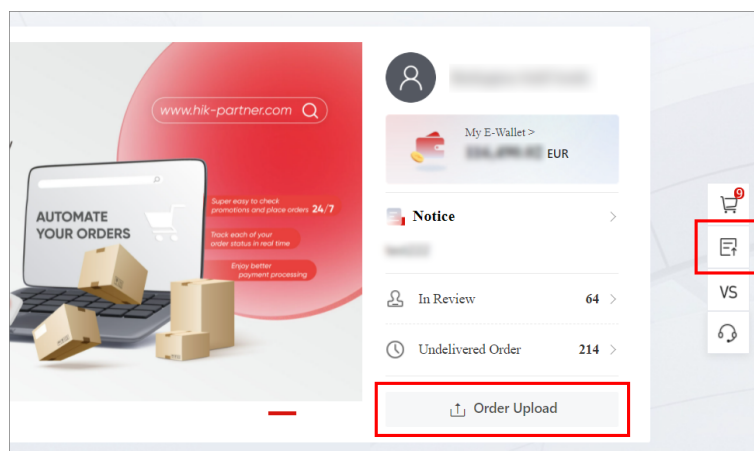 www.hik-partner.com
AUTOMATE
YOUR ORDERS
Super easy to check
promotions and place orders 24/7
Track each of your
order status in real time
Enjoy better
payment processing
My E-Wallet >
EUR
Notice
In Review 64
Undelivered Order 214
Order Upload
9
VS